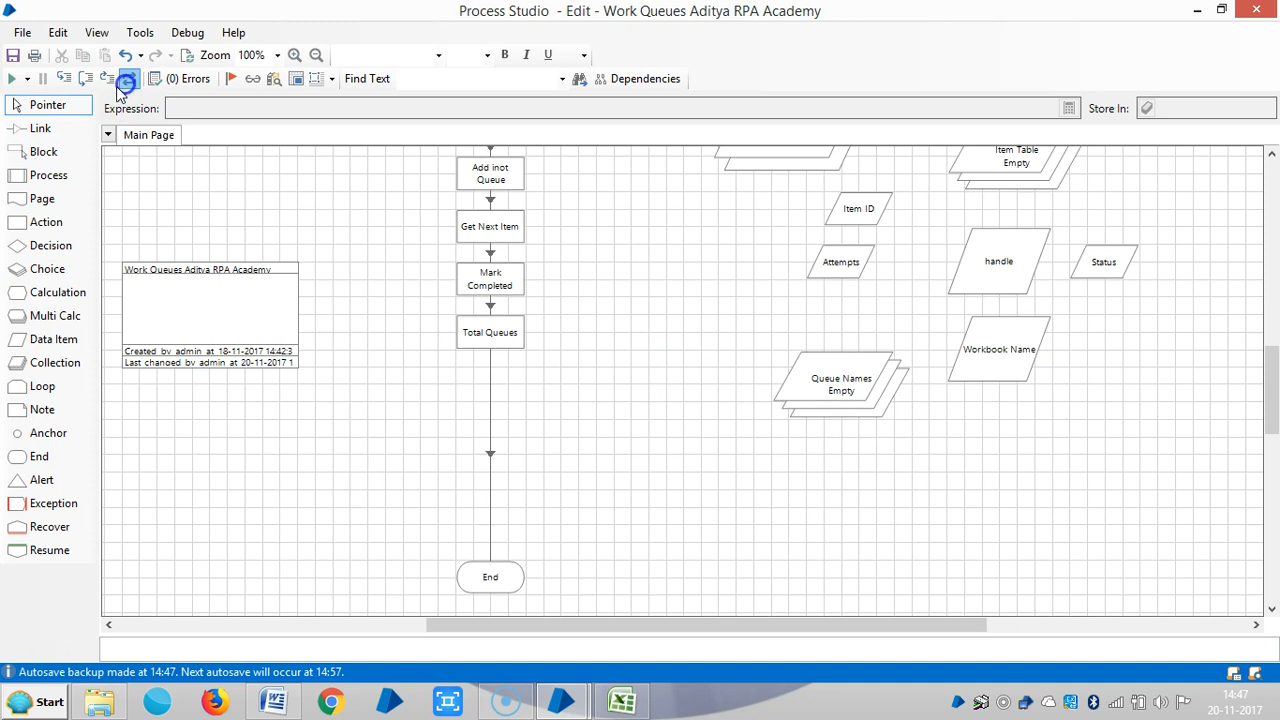 Process Studio - Edit - Work Queues Aditya RPA Academy
File Edit View Tools Debug Help
Zoom 100% B I U
(0) Errors Find Text Dependencies
Pointer
Expression: Store In:
Link
Main Page
Block
Process
Page
Action
Decision
Choice
Calculation
Multi Calc
Data Item
Collection
Loop
Note
Anchor
End
Alert
Exception
Recover
Resume
Add inot
Queue
Get Next Item
Mark
Completed
Total Queues
End
Work Queues Aditya RPA Academy
Created by admin at 18-11-2017 14:42:3
Last changed by admin at 20-11-2017 1
Item Table
Empty
Item ID
Attempts
handle
Status
Workbook Name
Queue Names
Empty
Autosave backup made at 14:47. Next autosave will occur at 14:57.
Start
14:47
20-11-2017